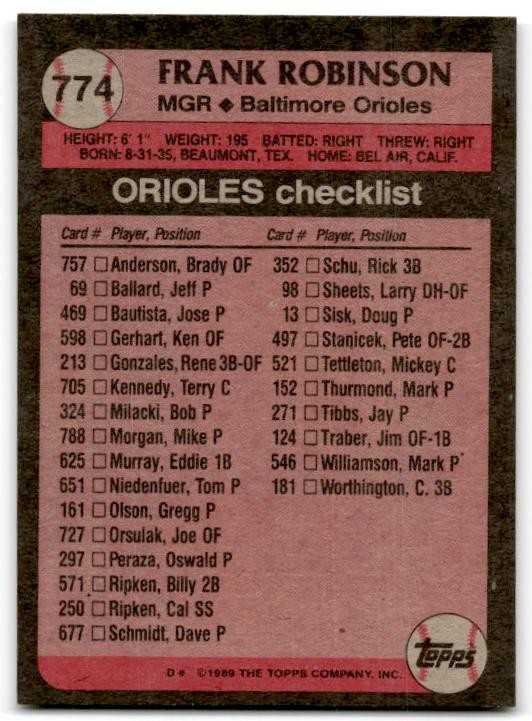 774
FRANK ROBINSON
MGR ◆ Baltimore Orioles
HEIGHT: 6' 1" WEIGHT: 195 BATTED: RIGHT THREW: RIGHT
BORN: 8-31-35, BEAUMONT, TEX. HOME: BEL AIR, CALIF.
ORIOLES checklist
Card # Player, Position
757 □ Anderson, Brady OF
69 □ Ballard, Jeff P
469 □ Bautista, Jose P
598 □ Gerhart, Ken OF
213 □ Gonzales, Rene 3B-OF
705 □ Kennedy, Terry C
324 □ Milacki, Bob P
788 □ Morgan, Mike P
625 □ Murray, Eddie 1B
651 □ Niedenfuer, Tom P
161 □ Olson, Gregg P
727 □ Orsulak, Joe OF
297 □ Peraza, Oswald P
571 □ Ripken, Billy 2B
250 □ Ripken, Cal SS
677 □ Schmidt, Dave P
Card # Player, Position
352 □ Schu, Rick 3B
98 □ Sheets, Larry DH-OF
13 □ Sisk, Doug P
497 □ Stanicek, Pete OF-2B
521 □ Tettleton, Mickey C
152 □ Thurmond, Mark P
271 □ Tibbs, Jay P
124 □ Traber, Jim OF-1B
546 □ Williamson, Mark P
181 □ Worthington, C. 3B
topps
D* ©1989 THE TOPPS COMPANY, INC.